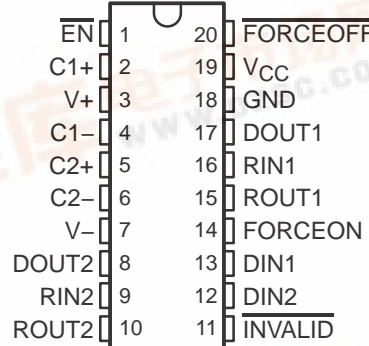 EN 1 20 FORCEOFF
C1+ 2 19 VCC
V+ 3 18 GND
C1− 4 17 DOUT1
C2+ 5 16 RIN1
C2− 6 15 ROUT1
V− 7 14 FORCEON
DOUT2 8 13 DIN1
RIN2 9 12 DIN2
ROUT2 10 11 INVALID